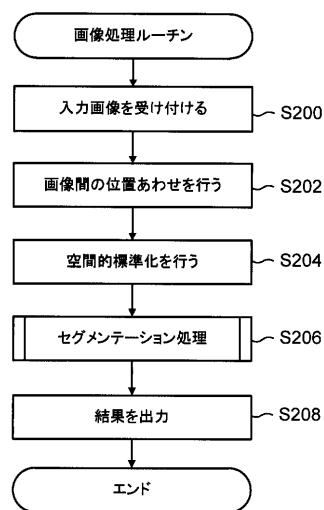 画像処理ルーチン
入力画像を受け付ける
S200
画像間の位置あわせを行う
S202
空間的標準化を行う
S204
セグメンテーション処理
S206
結果を出力
S208
エンド